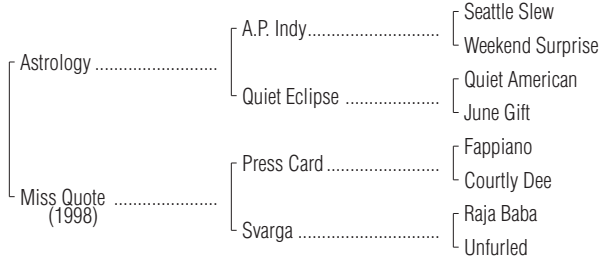 Seattle Slew
A.P. Indy............................
Weekend Surprise
Astrology ..........................
Quiet American
Quiet Eclipse ....................
June Gift
Fappiano
Press Card ........................
Courtly Dee
Miss Quote ......................
(1998)
Raja Baba
Svarga ..............................
Unfurled